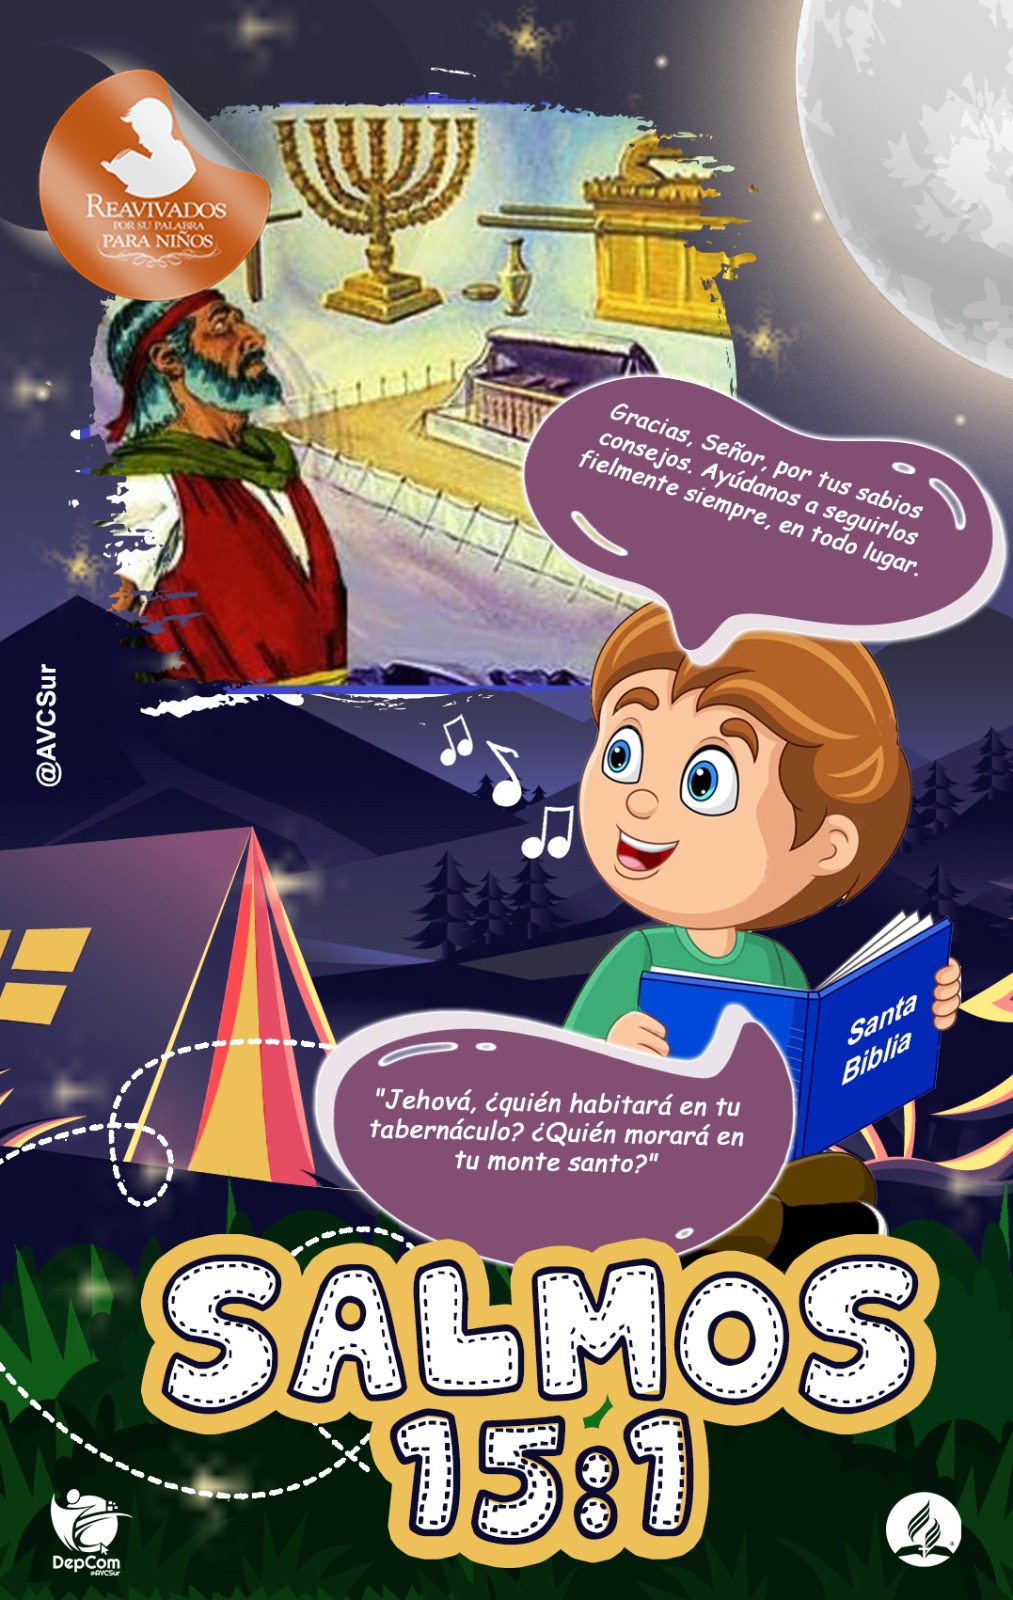 REAVIVADOS
POR SU PALABRA
PARA NIÑOS
Gracias, Señor, por tus sabios
consejos. Ayúdanos a seguirlos
fielmente siempre, en todo lugar.
@AVCSur
Santa
Biblia
"Jehová, ¿quién habitará en tu
tabernáculo? ¿Quién morará en
tu monte santo?"
SALMOS
15:1
DepCom
@AVCSur